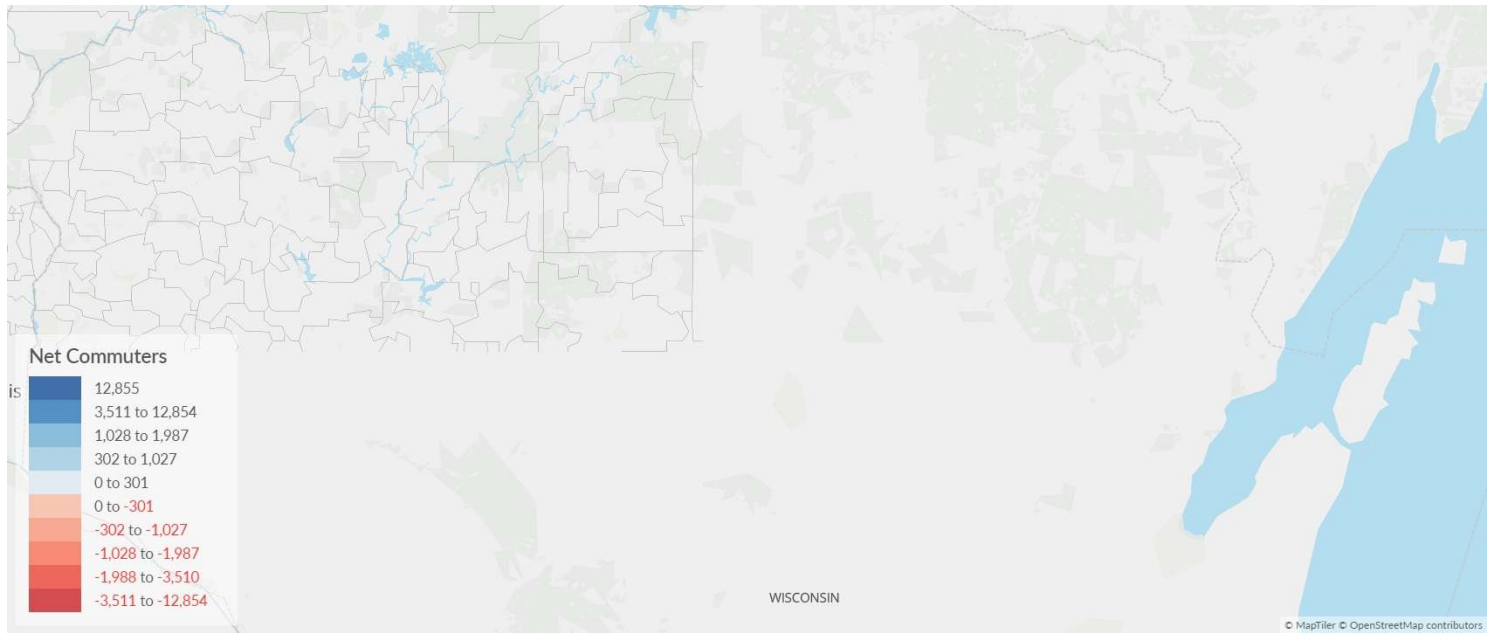 Net Commuters
is
12,855
3,511 to 12,854
1,028 to 1,987
302 to 1,027
0 to 301
0 to -301
-302 to -1,027
-1,028 to -1,987
-1,988 to -3,510
-3,511 to -12,854
WISCONSIN
© MapTiler © OpenStreetMap contributors